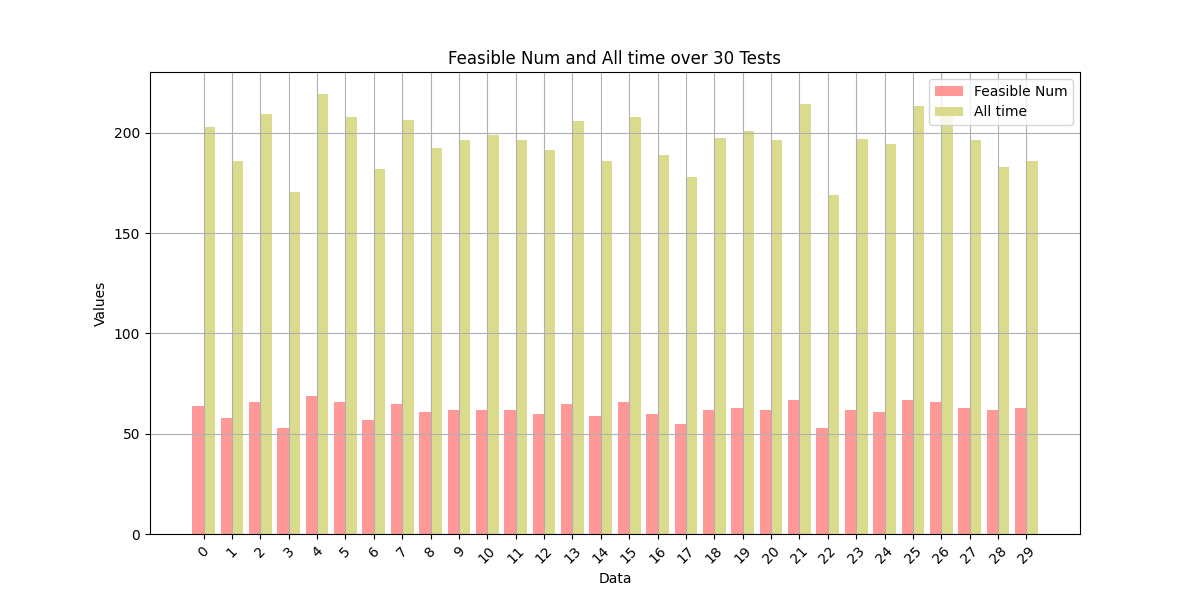 Feasible Num and All time over 30 Tests
Feasible Num
All time
200
150
100
50
0
Values
0 1 2 3 4 5 6 7 8 9 10 11 12 13 14 15 16 17 18 19 20 21 22 23 24 25 26 27 28 29
Data